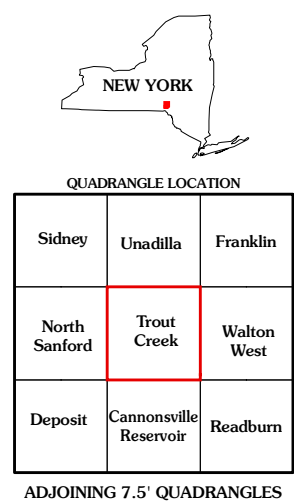 NEW YORK
QUADRANGLE LOCATION
Sidney
Unadilla
Franklin
North
Sanford
Trout
Creek
Walton
West
Deposit
Cannonsville
Reservoir
Readburn
ADJOINING 7.5' QUADRANGLES